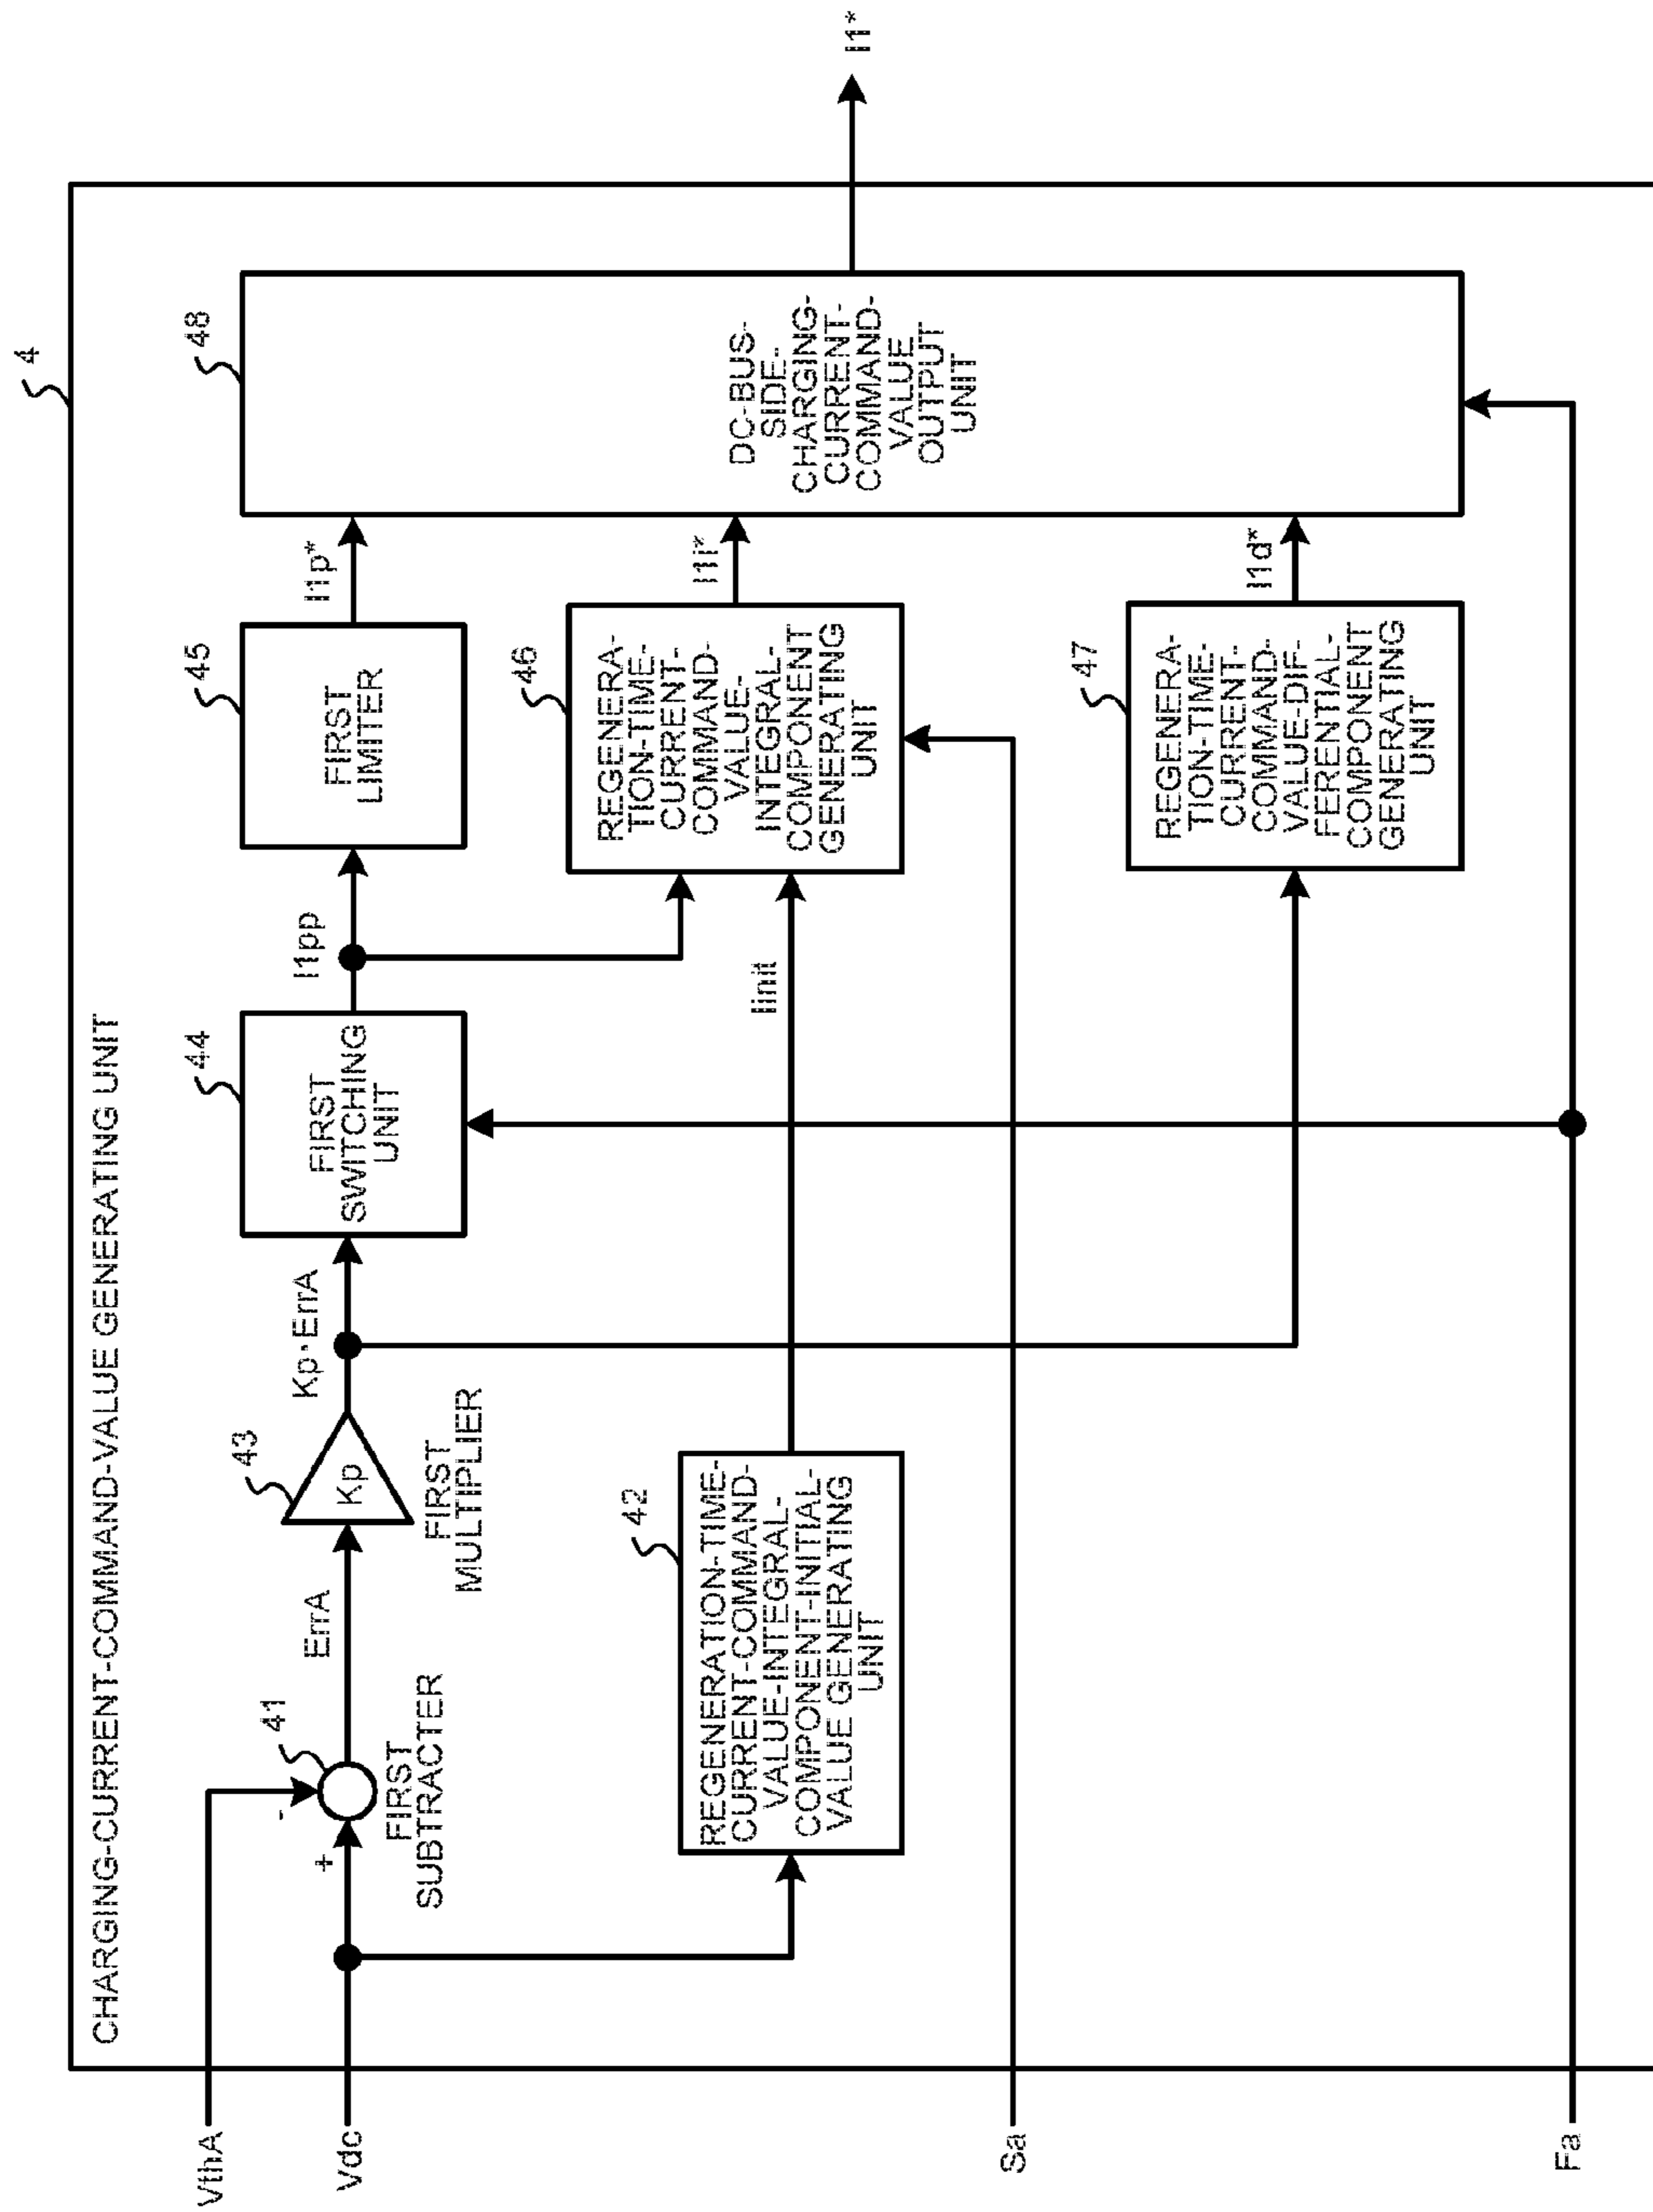 4
CHARGING-CURRENT-COMMAND-VALUE GENERATING UNIT
VthA
Vdc
Sa
Fa
+
-
41
FIRST
SUBTRACTER
ErrA
43
Kp
FIRST
MULTIPLIER
Kp·ErrA
44
FIRST
SWITCHING
UNIT
I1pp
45
FIRST
LIMITER
I1p*
42
REGENERATION-TIME-
CURRENT-COMMAND-
VALUE-INTEGRAL-
COMPONENT-INITIAL-
VALUE GENERATING
UNIT
Iinit
46
REGENERA-
TION-TIME-
CURRENT-
COMMAND-
VALUE-
INTEGRAL-
COMPONENT
GENERATING
UNIT
I1i*
47
REGENERA-
TION-TIME-
CURRENT-
COMMAND-
VALUE-DIF-
FERENTIAL-
COMPONENT
GENERATING
UNIT
I1d*
48
DC-BUS-
SIDE-
CHARGING-
CURRENT-
COMMAND-
VALUE
OUTPUT
UNIT
I1*